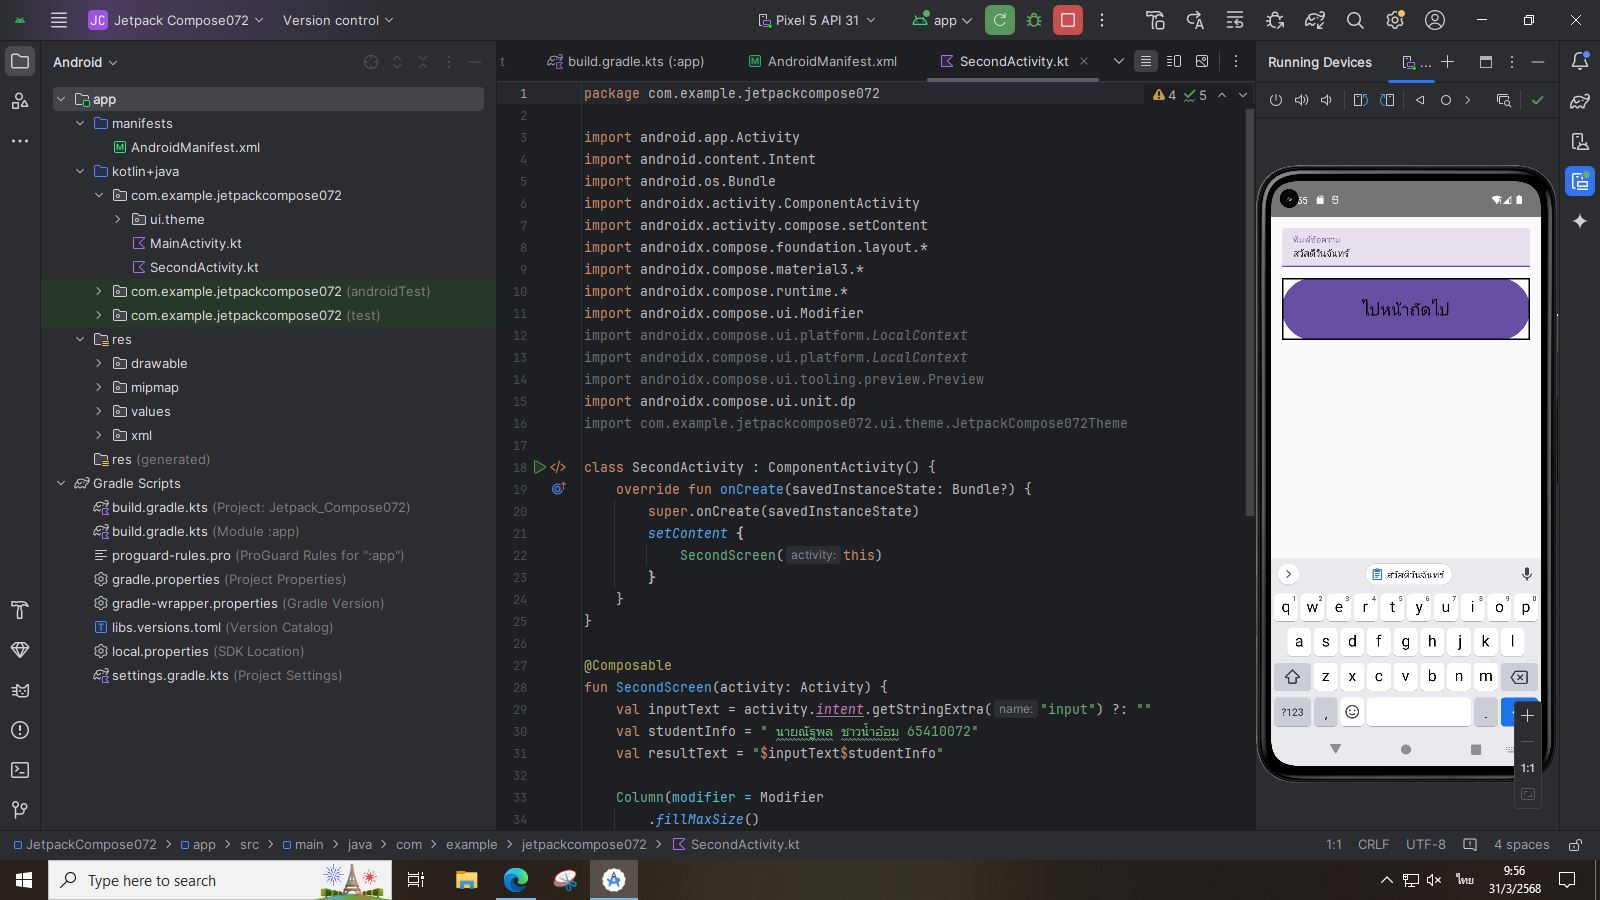 JC Jetpack Compose072 Version control Pixel 5 API 31 app
Android
app
manifests
AndroidManifest.xml
kotlin+java
com.example.jetpackcompose072
ui.theme
MainActivity.kt
SecondActivity.kt
com.example.jetpackcompose072 (androidTest)
com.example.jetpackcompose072 (test)
res
drawable
mipmap
values
xml
res (generated)
Gradle Scripts
build.gradle.kts (Project: Jetpack_Compose072)
build.gradle.kts (Module :app)
proguard-rules.pro (ProGuard Rules for ":app")
gradle.properties (Project Properties)
gradle-wrapper.properties (Gradle Version)
libs.versions.toml (Version Catalog)
local.properties (SDK Location)
settings.gradle.kts (Project Settings)
t build.gradle.kts (:app) AndroidManifest.xml SecondActivity.kt
4 5
1 package com.example.jetpackcompose072
2
3 import android.app.Activity
4 import android.content.Intent
5 import android.os.Bundle
6 import androidx.activity.ComponentActivity
7 import androidx.activity.compose.setContent
8 import androidx.compose.foundation.layout.*
9 import androidx.compose.material3.*
10 import androidx.compose.runtime.*
11 import androidx.compose.ui.Modifier
12 import androidx.compose.ui.platform.LocalContext
13 import androidx.compose.ui.platform.LocalContext
14 import androidx.compose.ui.tooling.preview.Preview
15 import androidx.compose.ui.unit.dp
16 import com.example.jetpackcompose072.ui.theme.JetpackCompose072Theme
17
18 class SecondActivity : ComponentActivity() {
19 override fun onCreate(savedInstanceState: Bundle?) {
20 super.onCreate(savedInstanceState)
21 setContent {
22 SecondScreen( activity: this)
23 }
24 }
25 }
26
27 @Composable
28 fun SecondScreen(activity: Activity) {
29 val inputText = activity.intent.getStringExtra( name: "input") ?: ""
30 val studentInfo = " นายณัฐพล ชาวน้ำอ้อม 65410072"
31 val resultText = "$inputText$studentInfo"
32
33 Column(modifier = Modifier
34 .fillMaxSize()
Running Devices ...
55
พิมพ์ข้อความ
สวัสดีวันจันทร์
ไปหน้าถัดไป
สวัสดีวันจันทร์
q1 w2 e3 r4 t5 y6 u7 i8 o9 p0
a s d f g h j k l
z x c v b n m
?123 , .
1:1
JetpackCompose072 > app > src > main > java > com > example > jetpackcompose072 > SecondActivity.kt 1:1 CRLF UTF-8 4 spaces
Type here to search
ไทย
9:56
31/3/2568